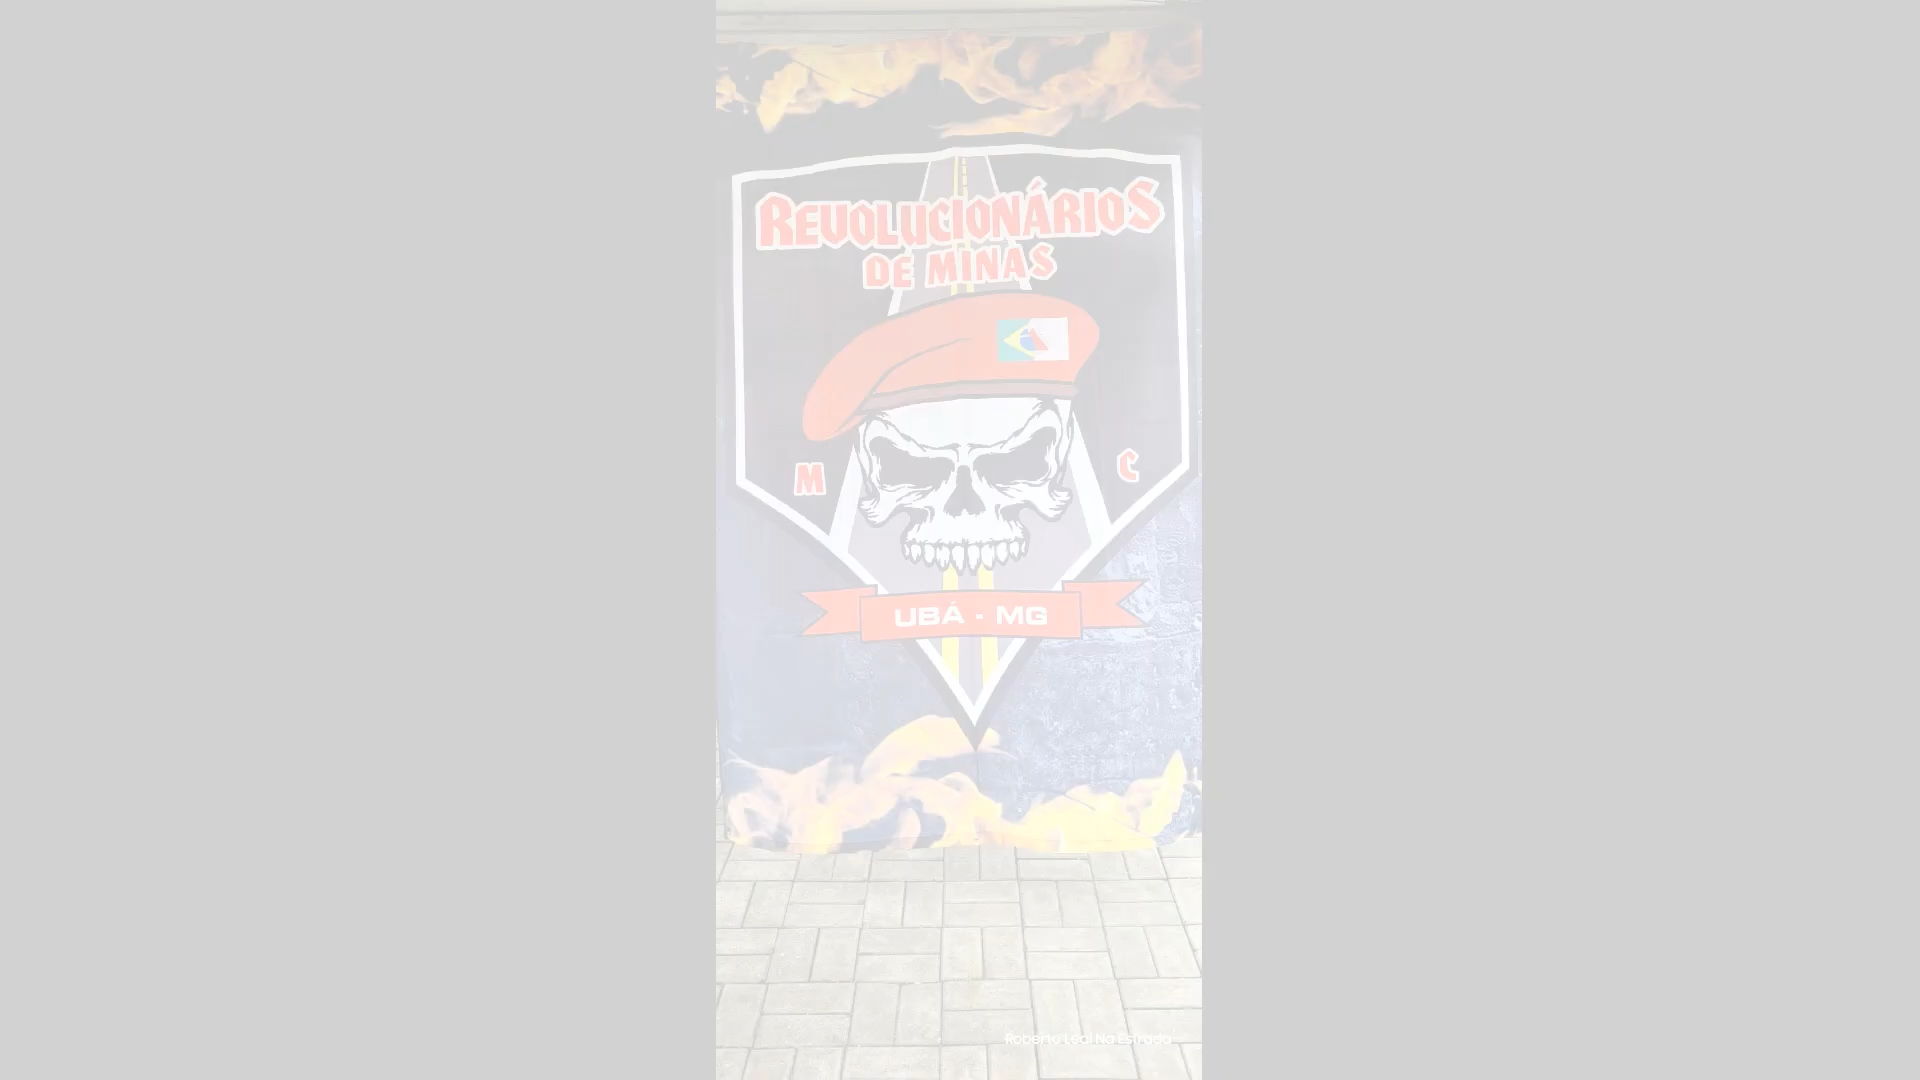 REVOLUCIONÁRIOS
DE MINAS
M C
UBÁ - MG
Roberto Leal Na Estrada